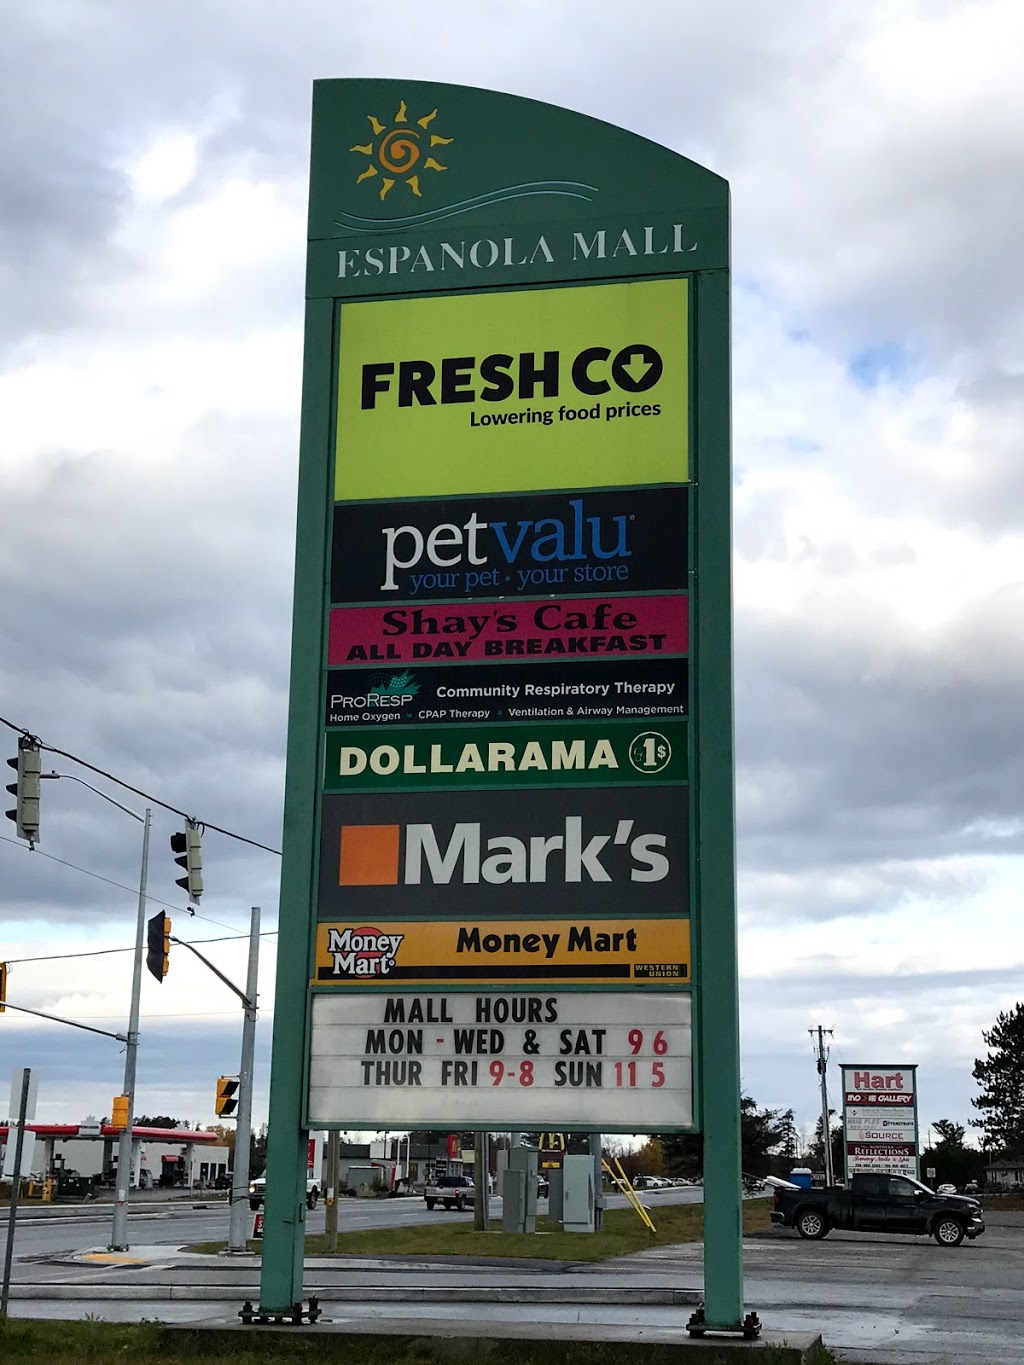 ESPANOLA MALL
FRESHCO
Lowering food prices
petvalu
your pet · your store
Shay's Cafe
ALL DAY BREAKFAST
PRORESP Community Respiratory Therapy
Home Oxygen CPAP Therapy Ventilation & Airway Management
DOLLARAMA 1$
Mark's
Money Mart
Money Mart
WESTERN UNION
MALL HOURS
MON - WED & SAT 9 6
THUR FRI 9-8 SUN 11 5
Hart
SOURCE
REFLECTIONS